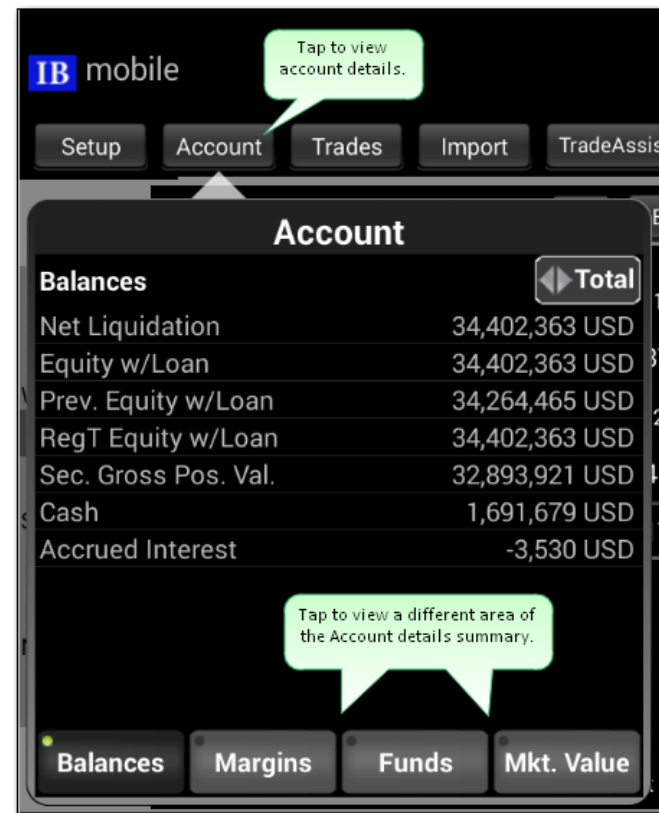 Tap to view
account details.
IB mobile
Setup Account Trades Import TradeAssis
Account
Balances Total
Net Liquidation 34,402,363 USD
Equity w/Loan 34,402,363 USD
Prev. Equity w/Loan 34,264,465 USD
RegT Equity w/Loan 34,402,363 USD
Sec. Gross Pos. Val. 32,893,921 USD
Cash 1,691,679 USD
Accrued Interest -3,530 USD
Tap to view a different area of
the Account details summary.
Balances Margins Funds Mkt. Value